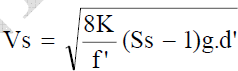 Vs = √(8K/f' (Ss − 1)g.d')